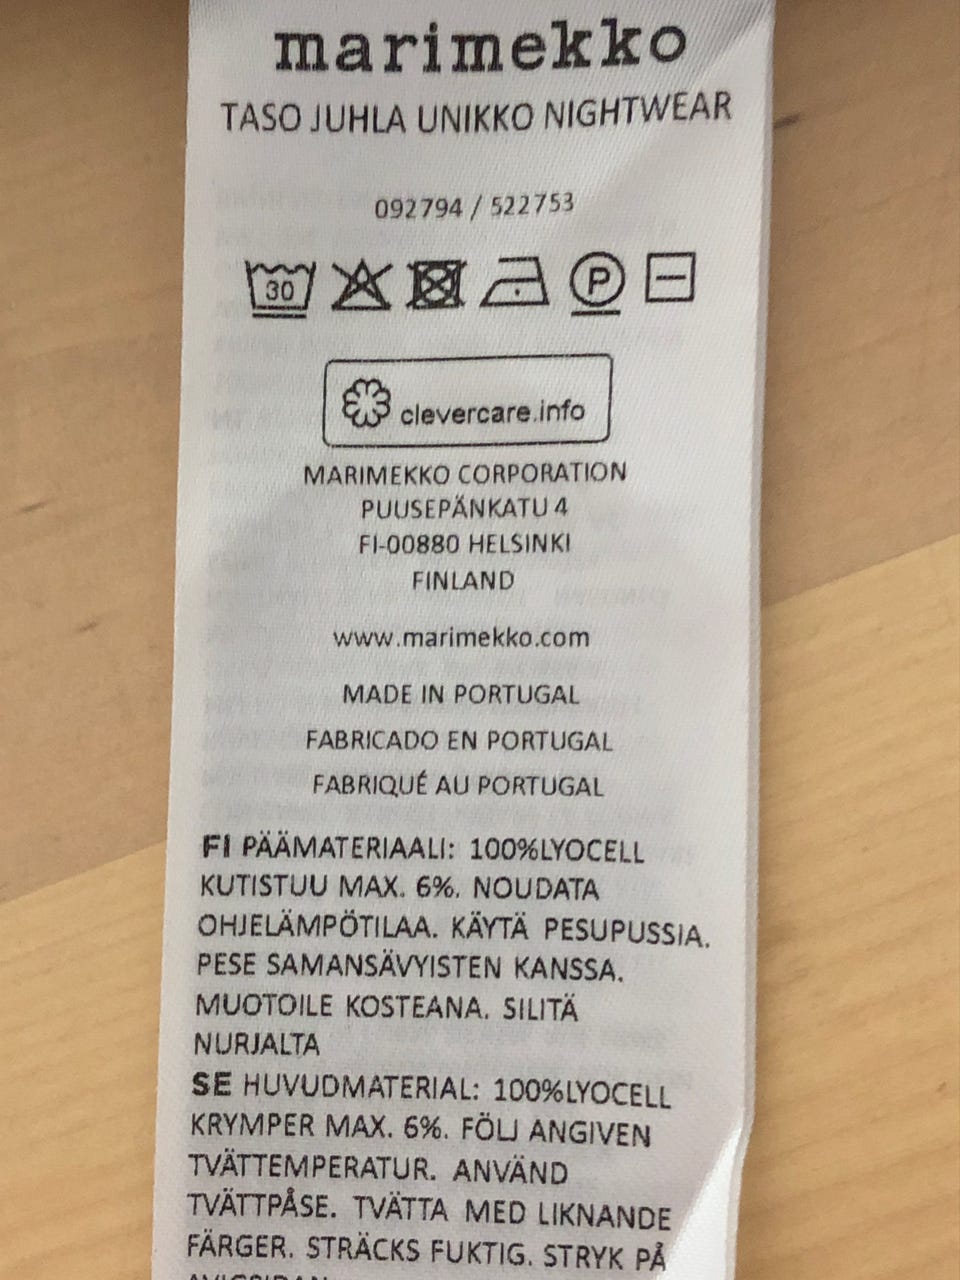 marimekko
TASO JUHLA UNIKKO NIGHTWEAR
092794 / 522753
30 P
clevercare.info
MARIMEKKO CORPORATION
PUUSEPÄNKATU 4
FI-00880 HELSINKI
FINLAND
www.marimekko.com
MADE IN PORTUGAL
FABRICADO EN PORTUGAL
FABRIQUÉ AU PORTUGAL
FI PÄÄMATERIAALI: 100%LYOCELL
KUTISTUU MAX. 6%. NOUDATA
OHJELÄMPÖTILAA. KÄYTÄ PESUPUSSIA.
PESE SAMANSÄVYISTEN KANSSA.
MUOTOILE KOSTEANA. SILITÄ
NURJALTA
SE HUVUDMATERIAL: 100%LYOCELL
KRYMPER MAX. 6%. FÖLJ ANGIVEN
TVÄTTEMPERATUR. ANVÄND
TVÄTTPÅSE. TVÄTTA MED LIKNANDE
FÄRGER. STRÄCKS FUKTIG. STRYK PÅ